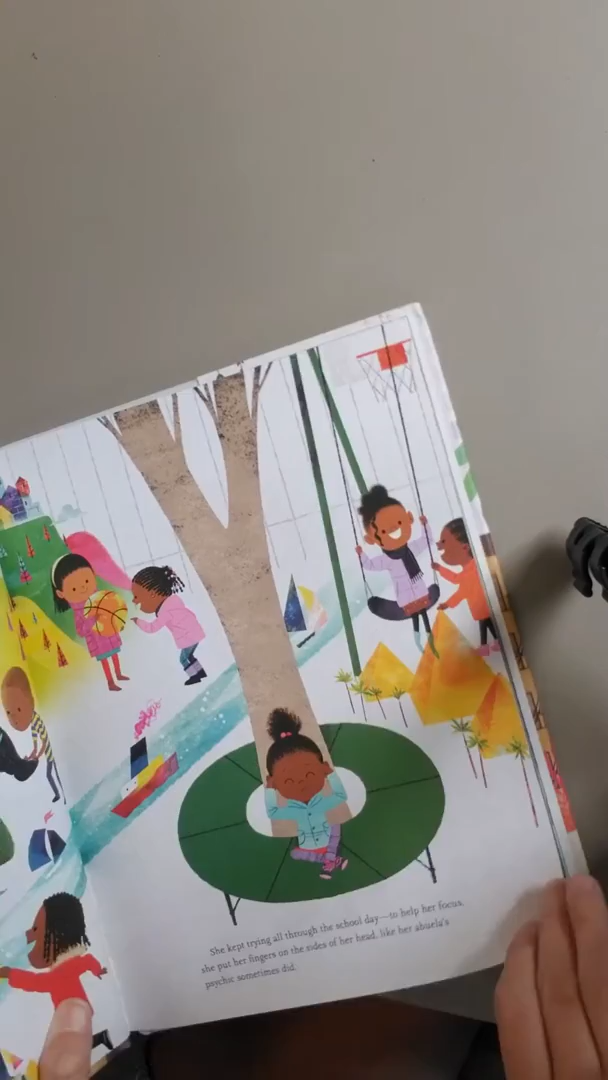 She kept trying all through the school day—to help her focus,
she put her fingers on the sides of her head, like her abuela's
psychic sometimes did.